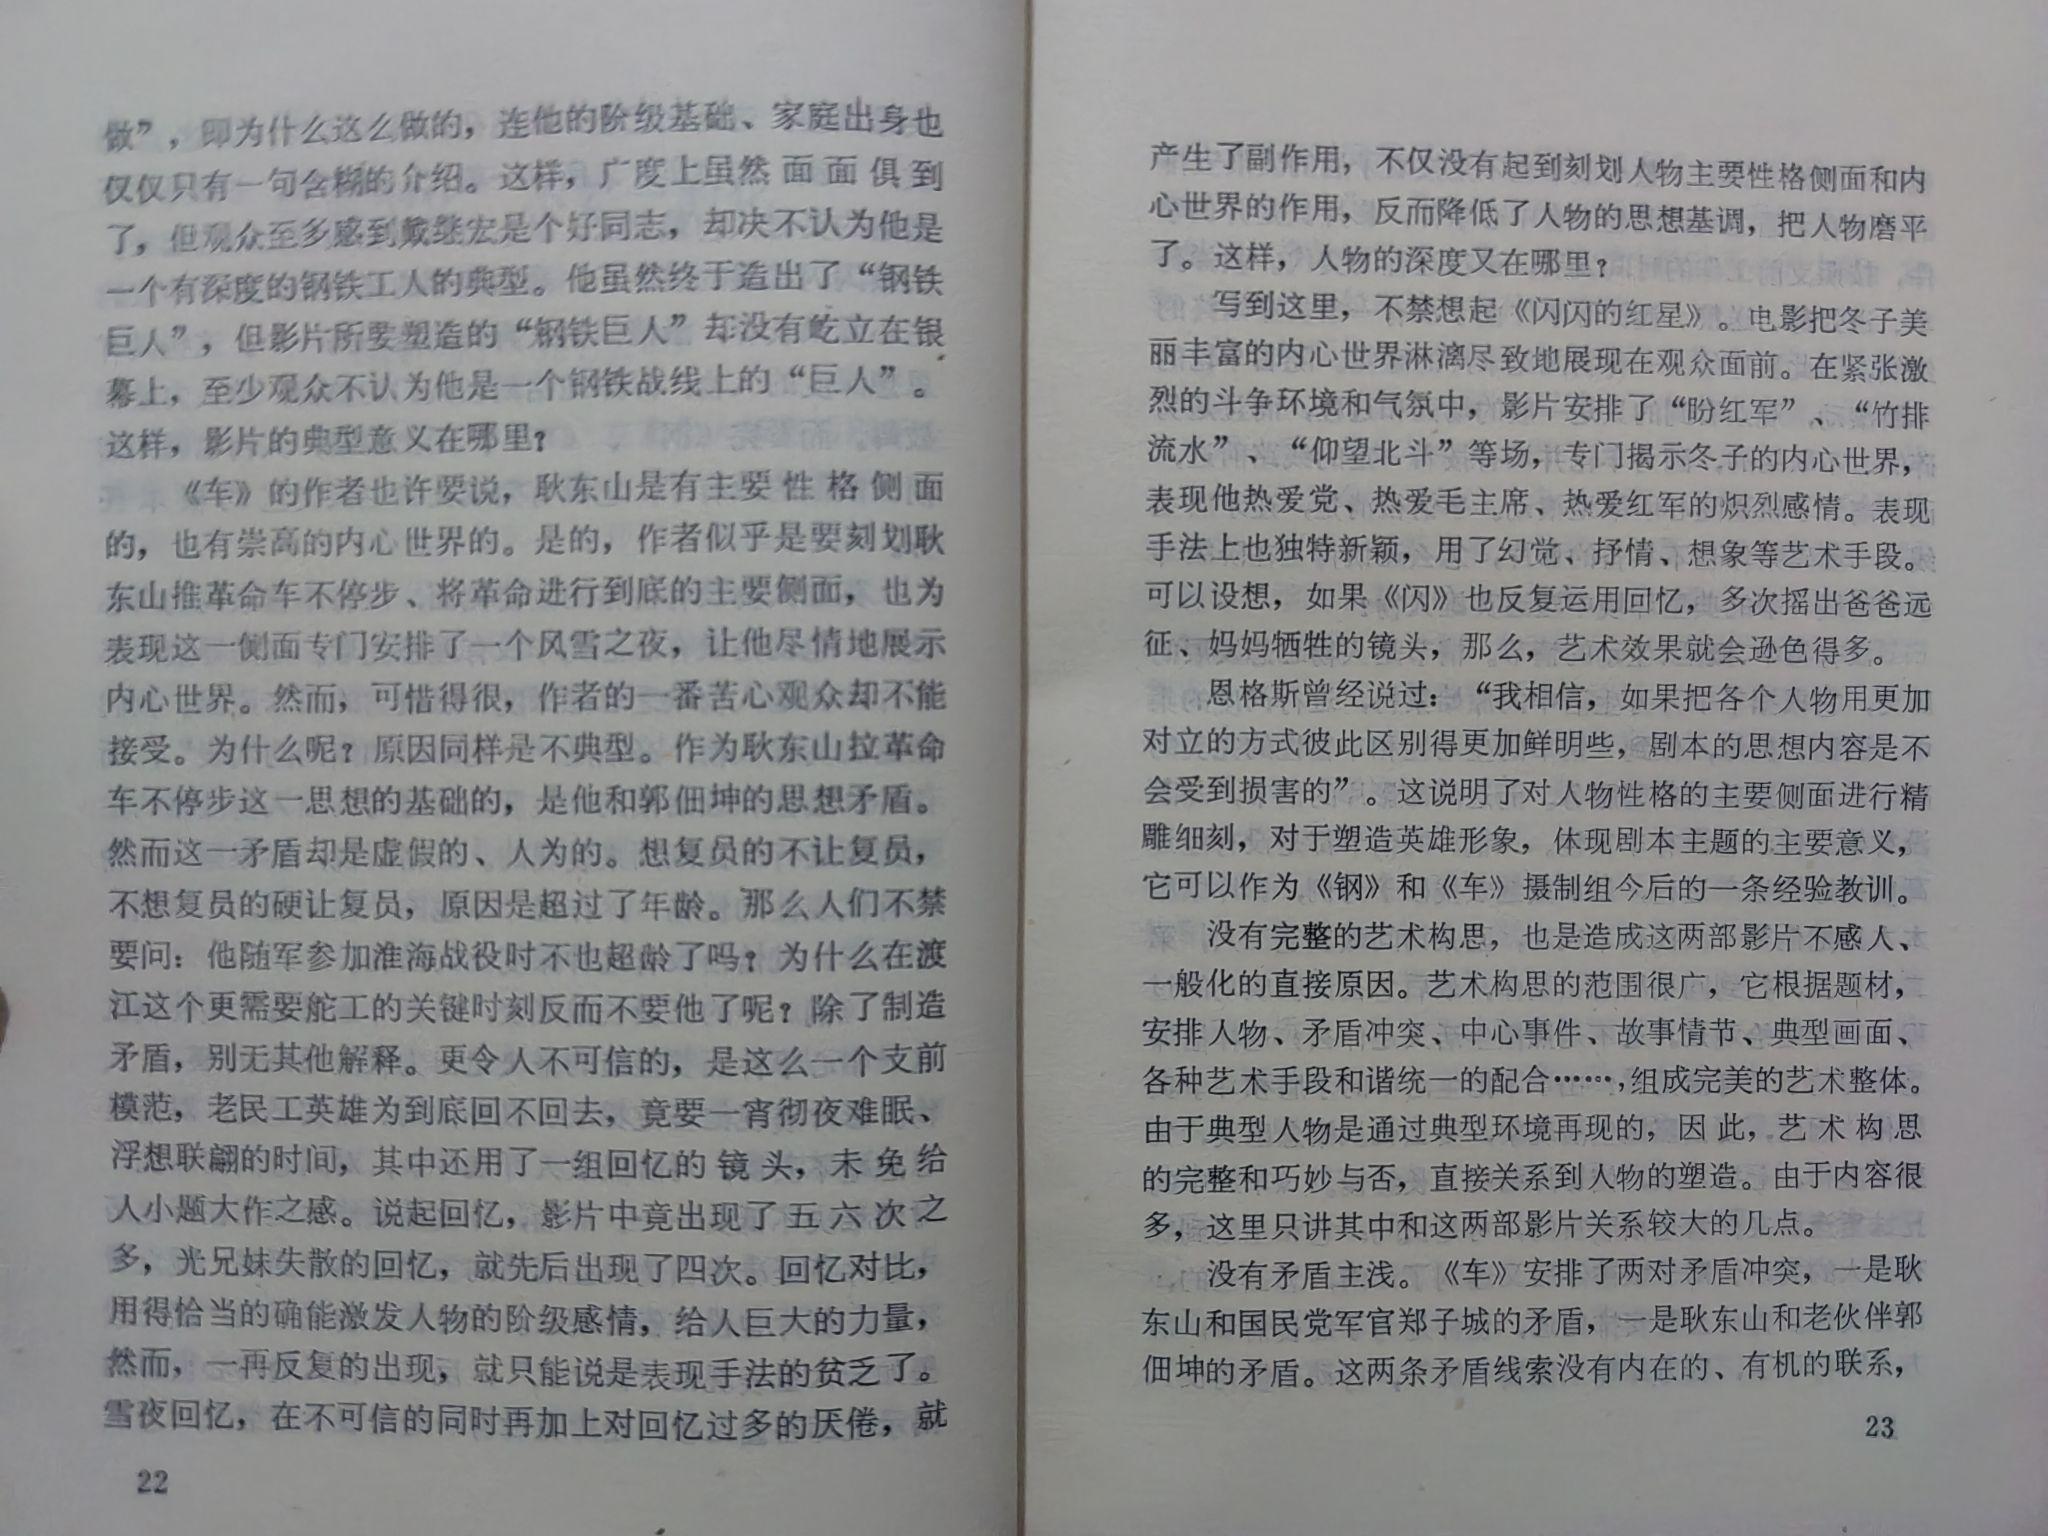 做”，即为什么这么做的，连他的阶级基础、家庭出身也
仅仅只有一句含糊的介绍。这样，广度上虽然面面俱到
了，但观众至多感到戴继宏是个好同志，却决不认为他是
一个有深度的钢铁工人的典型。他虽然终于造出了“钢铁
巨人”，但影片所要塑造的“钢铁巨人”却没有屹立在银
幕上，至少观众不认为他是一个钢铁战线上的“巨人”。
这样，影片的典型意义在哪里？
《车》的作者也许要说，耿东山是有主要性格侧面
的，也有崇高的内心世界的。是的，作者似乎是要刻划耿
东山推革命车不停步、将革命进行到底的主要侧面，也为
表现这一侧面专门安排了一个风雪之夜，让他尽情地展示
内心世界。然而，可惜得很，作者的一番苦心观众却不能
接受。为什么呢？原因同样是不典型。作为耿东山拉革命
车不停步这一思想的基础的，是他和郭佃坤的思想矛盾。
然而这一矛盾却是虚假的、人为的。想复员的不让复员，
不想复员的硬让复员，原因是超过了年龄。那么人们不禁
要问：他随军参加淮海战役时不也超龄了吗？为什么在渡
江这个更需要舵工的关键时刻反而不要他了呢？除了制造
矛盾，别无其他解释。更令人不可信的，是这么一个支前
模范，老民工英雄为到底回不回去，竟要一宵彻夜难眠、
浮想联翩的时间，其中还用了一组回忆的镜头，未免给
人小题大作之感。说起回忆，影片中竟出现了五六次之
多，光兄妹失散的回忆，就先后出现了四次。回忆对比，
用得恰当的确能激发人物的阶级感情，给人巨大的力量，
然而，一再反复的出现，就只能说是表现手法的贫乏了。
雪夜回忆，在不可信的同时再加上对回忆过多的厌倦，就
22
产生了副作用，不仅没有起到刻划人物主要性格侧面和内
心世界的作用，反而降低了人物的思想基调，把人物磨平
了。这样，人物的深度又在哪里？
写到这里，不禁想起《闪闪的红星》。电影把冬子美
丽丰富的内心世界淋漓尽致地展现在观众面前。在紧张激
烈的斗争环境和气氛中，影片安排了“盼红军”、“竹排
流水”、“仰望北斗”等场，专门揭示冬子的内心世界，
表现他热爱党、热爱毛主席、热爱红军的炽烈感情。表现
手法上也独特新颖，用了幻觉、抒情、想象等艺术手段。
可以设想，如果《闪》也反复运用回忆，多次摇出爸爸远
征、妈妈牺牲的镜头，那么，艺术效果就会逊色得多。
恩格斯曾经说过：“我相信，如果把各个人物用更加
对立的方式彼此区别得更加鲜明些，剧本的思想内容是不
会受到损害的”。这说明了对人物性格的主要侧面进行精
雕细刻，对于塑造英雄形象，体现剧本主题的主要意义，
它可以作为《钢》和《车》摄制组今后的一条经验教训。
没有完整的艺术构思，也是造成这两部影片不感人、
一般化的直接原因。艺术构思的范围很广，它根据题材，
安排人物、矛盾冲突、中心事件、故事情节、典型画面、
各种艺术手段和谐统一的配合……，组成完美的艺术整体。
由于典型人物是通过典型环境再现的，因此，艺术构思
的完整和巧妙与否，直接关系到人物的塑造。由于内容很
多，这里只讲其中和这两部影片关系较大的几点。
没有矛盾主浅。《车》安排了两对矛盾冲突，一是耿
东山和国民党军官郑子城的矛盾，一是耿东山和老伙伴郭
佃坤的矛盾。这两条矛盾线索没有内在的、有机的联系，
23